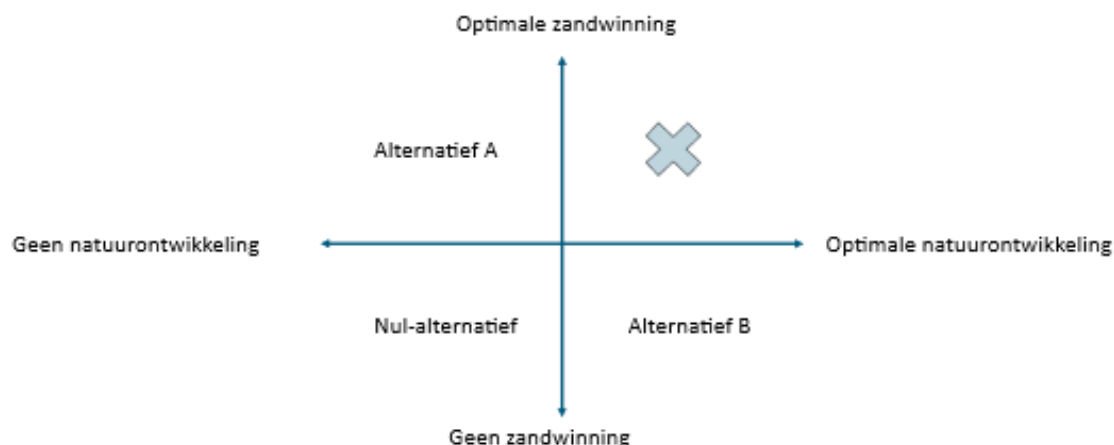 Optimale zandwinning
Alternatief A
Geen natuurontwikkeling
Optimale natuurontwikkeling
Nul-alternatief
Alternatief B
Geen zandwinning